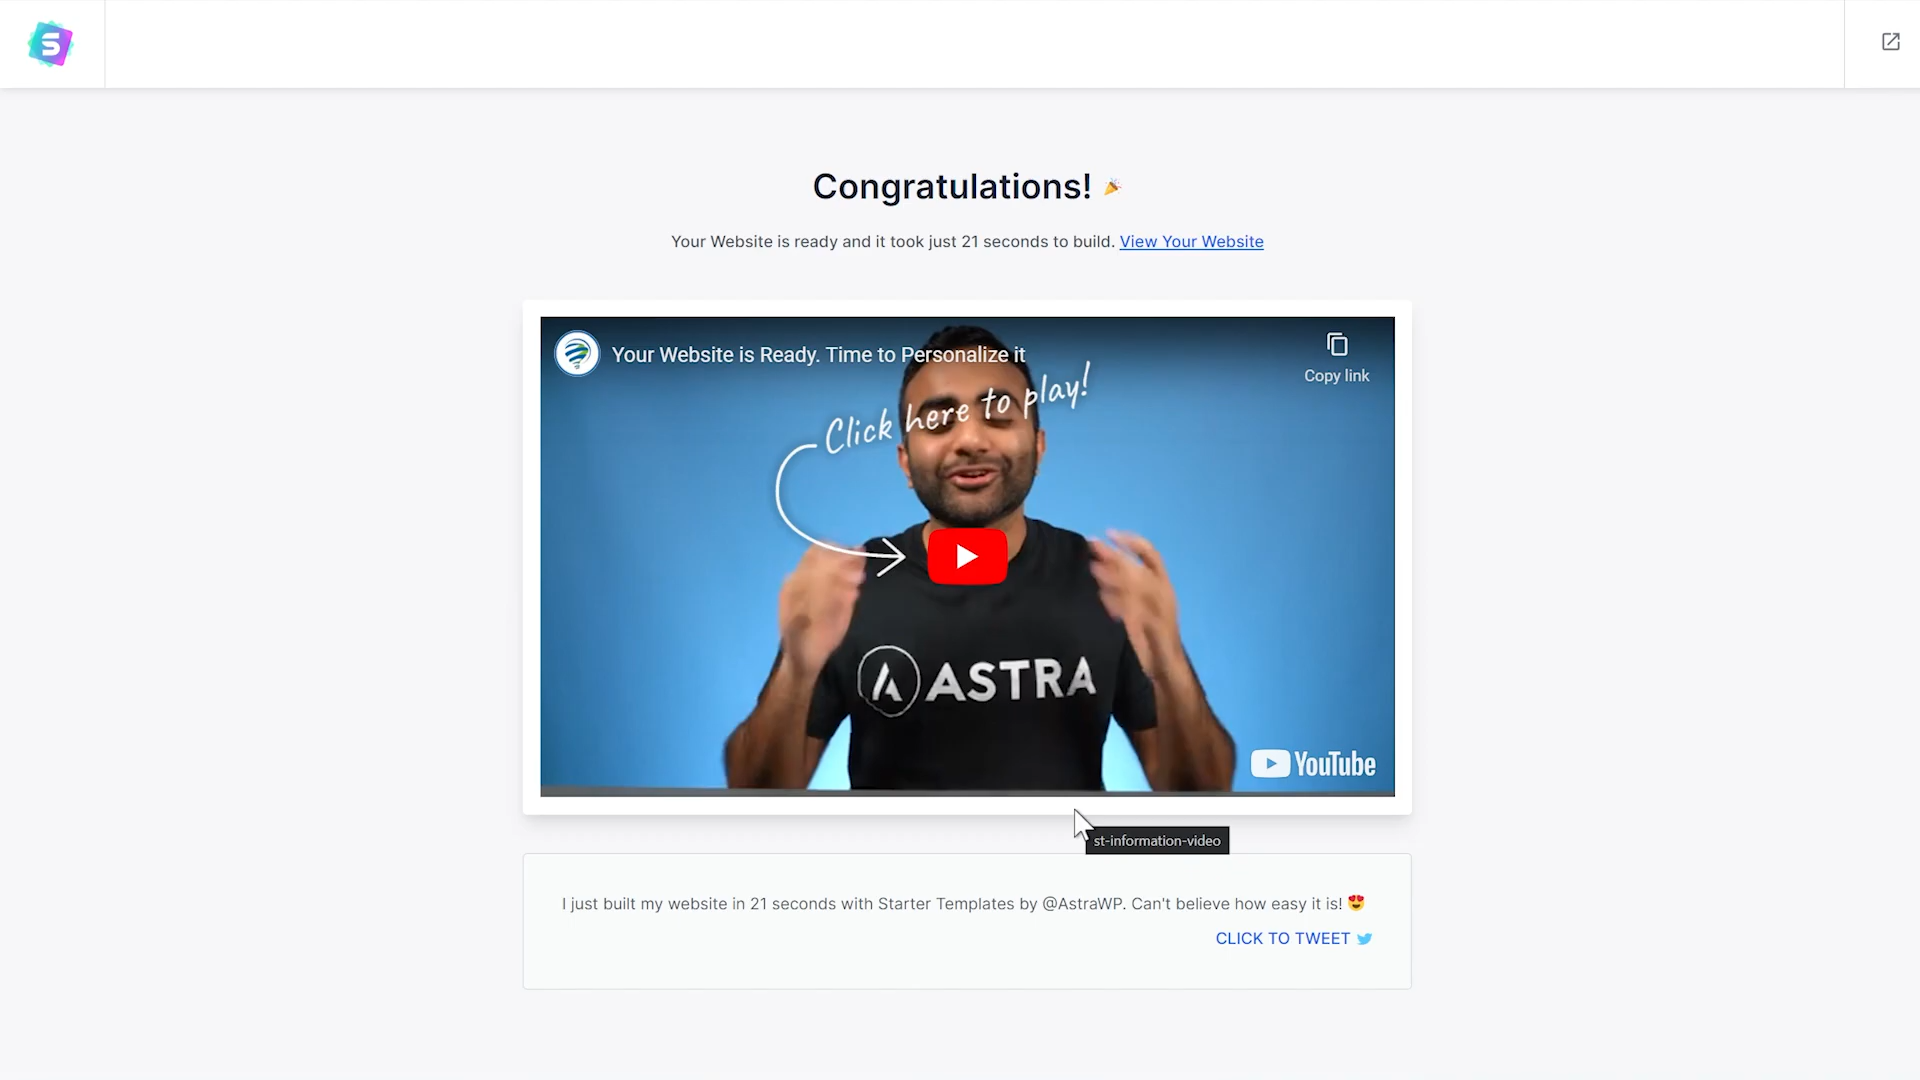 S
Congratulations! 🎉
Your Website is ready and it took just 21 seconds to build. View Your Website
Your Website is Ready. Time to Personalize it
Copy link
Click here to play!
ASTRA
YouTube
st-information-video
I just built my website in 21 seconds with Starter Templates by @AstraWP. Can't believe how easy it is! 😍
CLICK TO TWEET